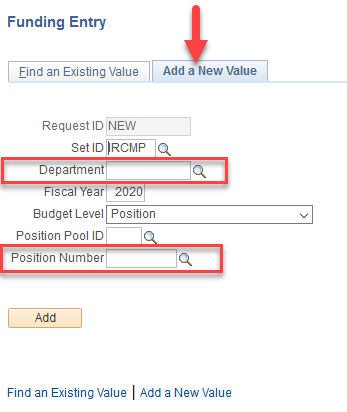 Funding Entry
Find an Existing Value Add a New Value
Request ID NEW
Set ID IRCMP
Department
Fiscal Year 2020
Budget Level Position
Position Pool ID
Position Number
Add
Find an Existing Value | Add a New Value